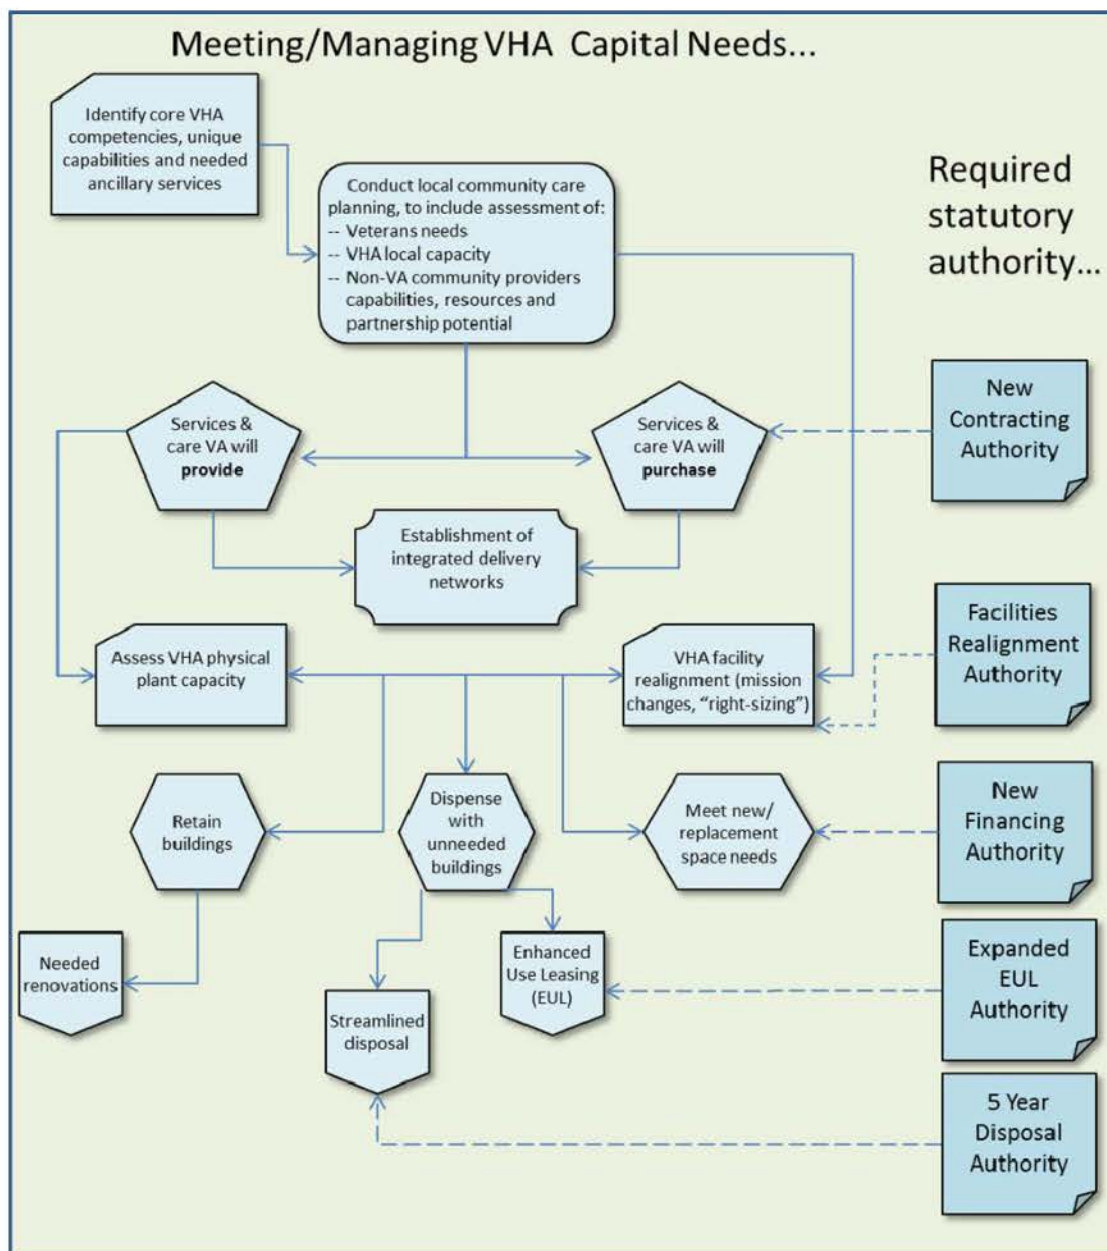 Meeting/Managing VHA Capital Needs...
Identify core VHA
competencies, unique
capabilities and needed
ancillary services
Conduct local community care
planning, to include assessment of:
-- Veterans needs
-- VHA local capacity
-- Non-VA community providers
capabilities, resources and
partnership potential
Required
statutory
authority...
Services &
care VA will
provide
Services &
care VA will
purchase
New
Contracting
Authority
Establishment of
integrated delivery
networks
Assess VHA physical
plant capacity
VHA facility
realignment (mission
changes, “right-sizing”)
Facilities
Realignment
Authority
Retain
buildings
Dispense
with
unneeded
buildings
Meet new/
replacement
space needs
New
Financing
Authority
Needed
renovations
Streamlined
disposal
Enhanced
Use Leasing
(EUL)
Expanded
EUL
Authority
5 Year
Disposal
Authority